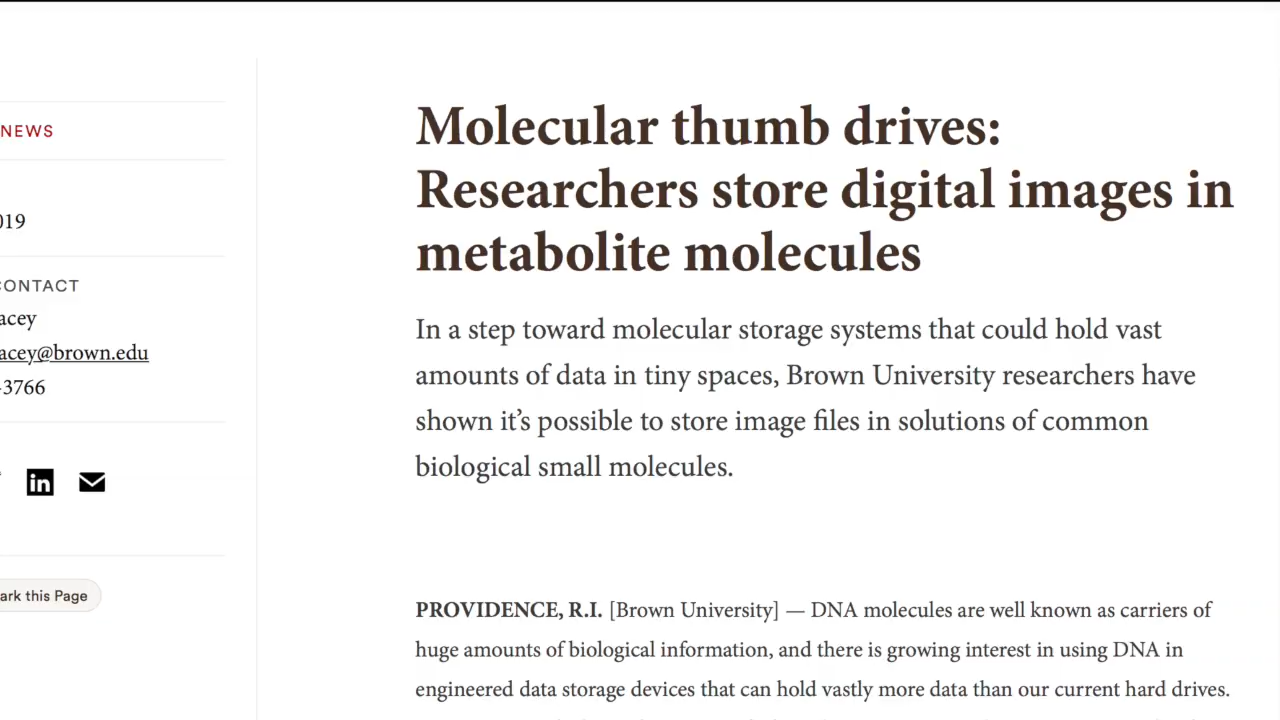 NEWS
019
CONTACT
acey
acey@brown.edu
-3766
in
ark this Page
Molecular thumb drives:
Researchers store digital images in
metabolite molecules
In a step toward molecular storage systems that could hold vast
amounts of data in tiny spaces, Brown University researchers have
shown it’s possible to store image files in solutions of common
biological small molecules.
PROVIDENCE, R.I. [Brown University] — DNA molecules are well known as carriers of
huge amounts of biological information, and there is growing interest in using DNA in
engineered data storage devices that can hold vastly more data than our current hard drives.